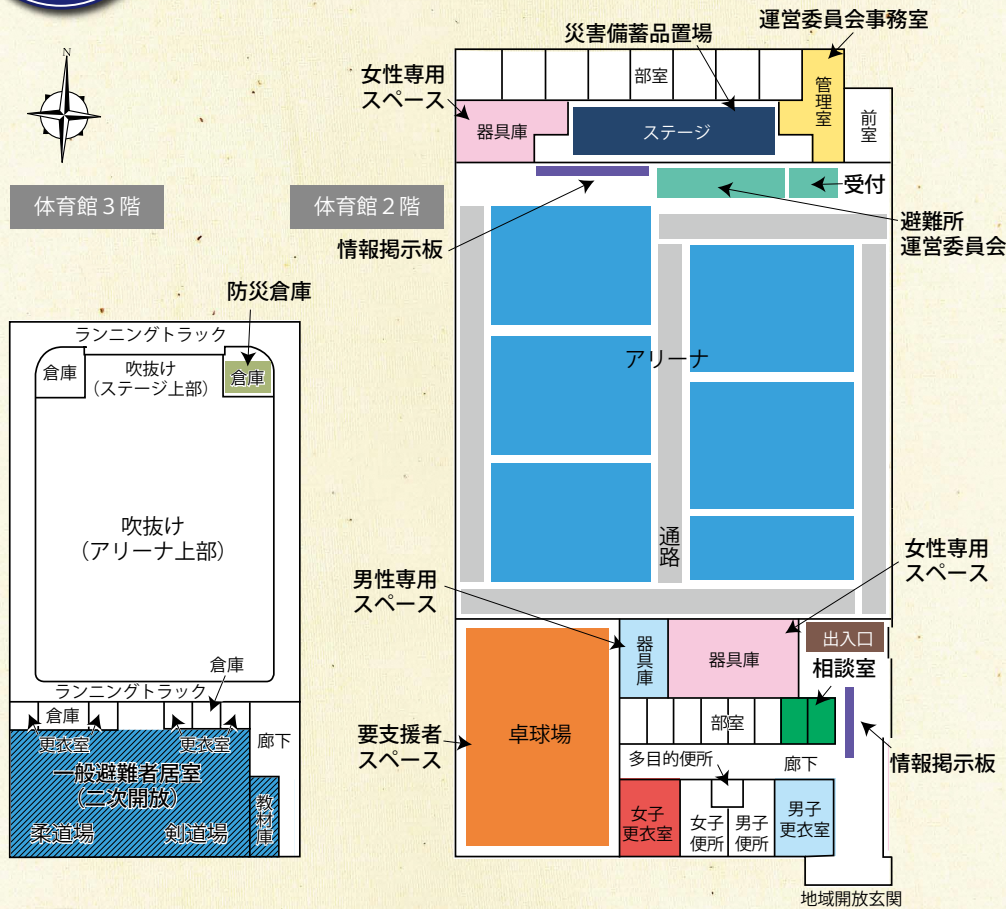 N
体育館３階
体育館２階
災害備蓄品置場
運営委員会事務室
女性専用
スペース
部室
管理室
前室
器具庫
ステージ
受付
情報掲示板
避難所
運営委員会
アリーナ
通路
防災倉庫
ランニングトラック
倉庫
吹抜け
（ステージ上部）
倉庫
吹抜け
（アリーナ上部）
倉庫
ランニングトラック
倉庫
更衣室
更衣室
廊下
一般避難者居室
（二次開放）
柔道場
剣道場
教材庫
男性専用
スペース
女性専用
スペース
器具庫
器具庫
出入口
相談室
部室
要支援者
スペース
卓球場
多目的便所
廊下
情報掲示板
女子
更衣室
女子
便所
男子
便所
男子
更衣室
地域開放玄関